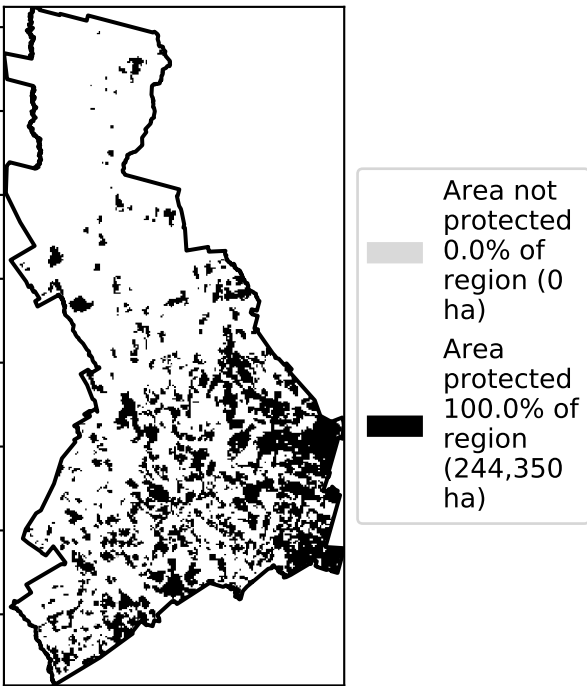 Area not
protected
0.0% of
region (0
ha)
Area
protected
100.0% of
region
(244,350
ha)